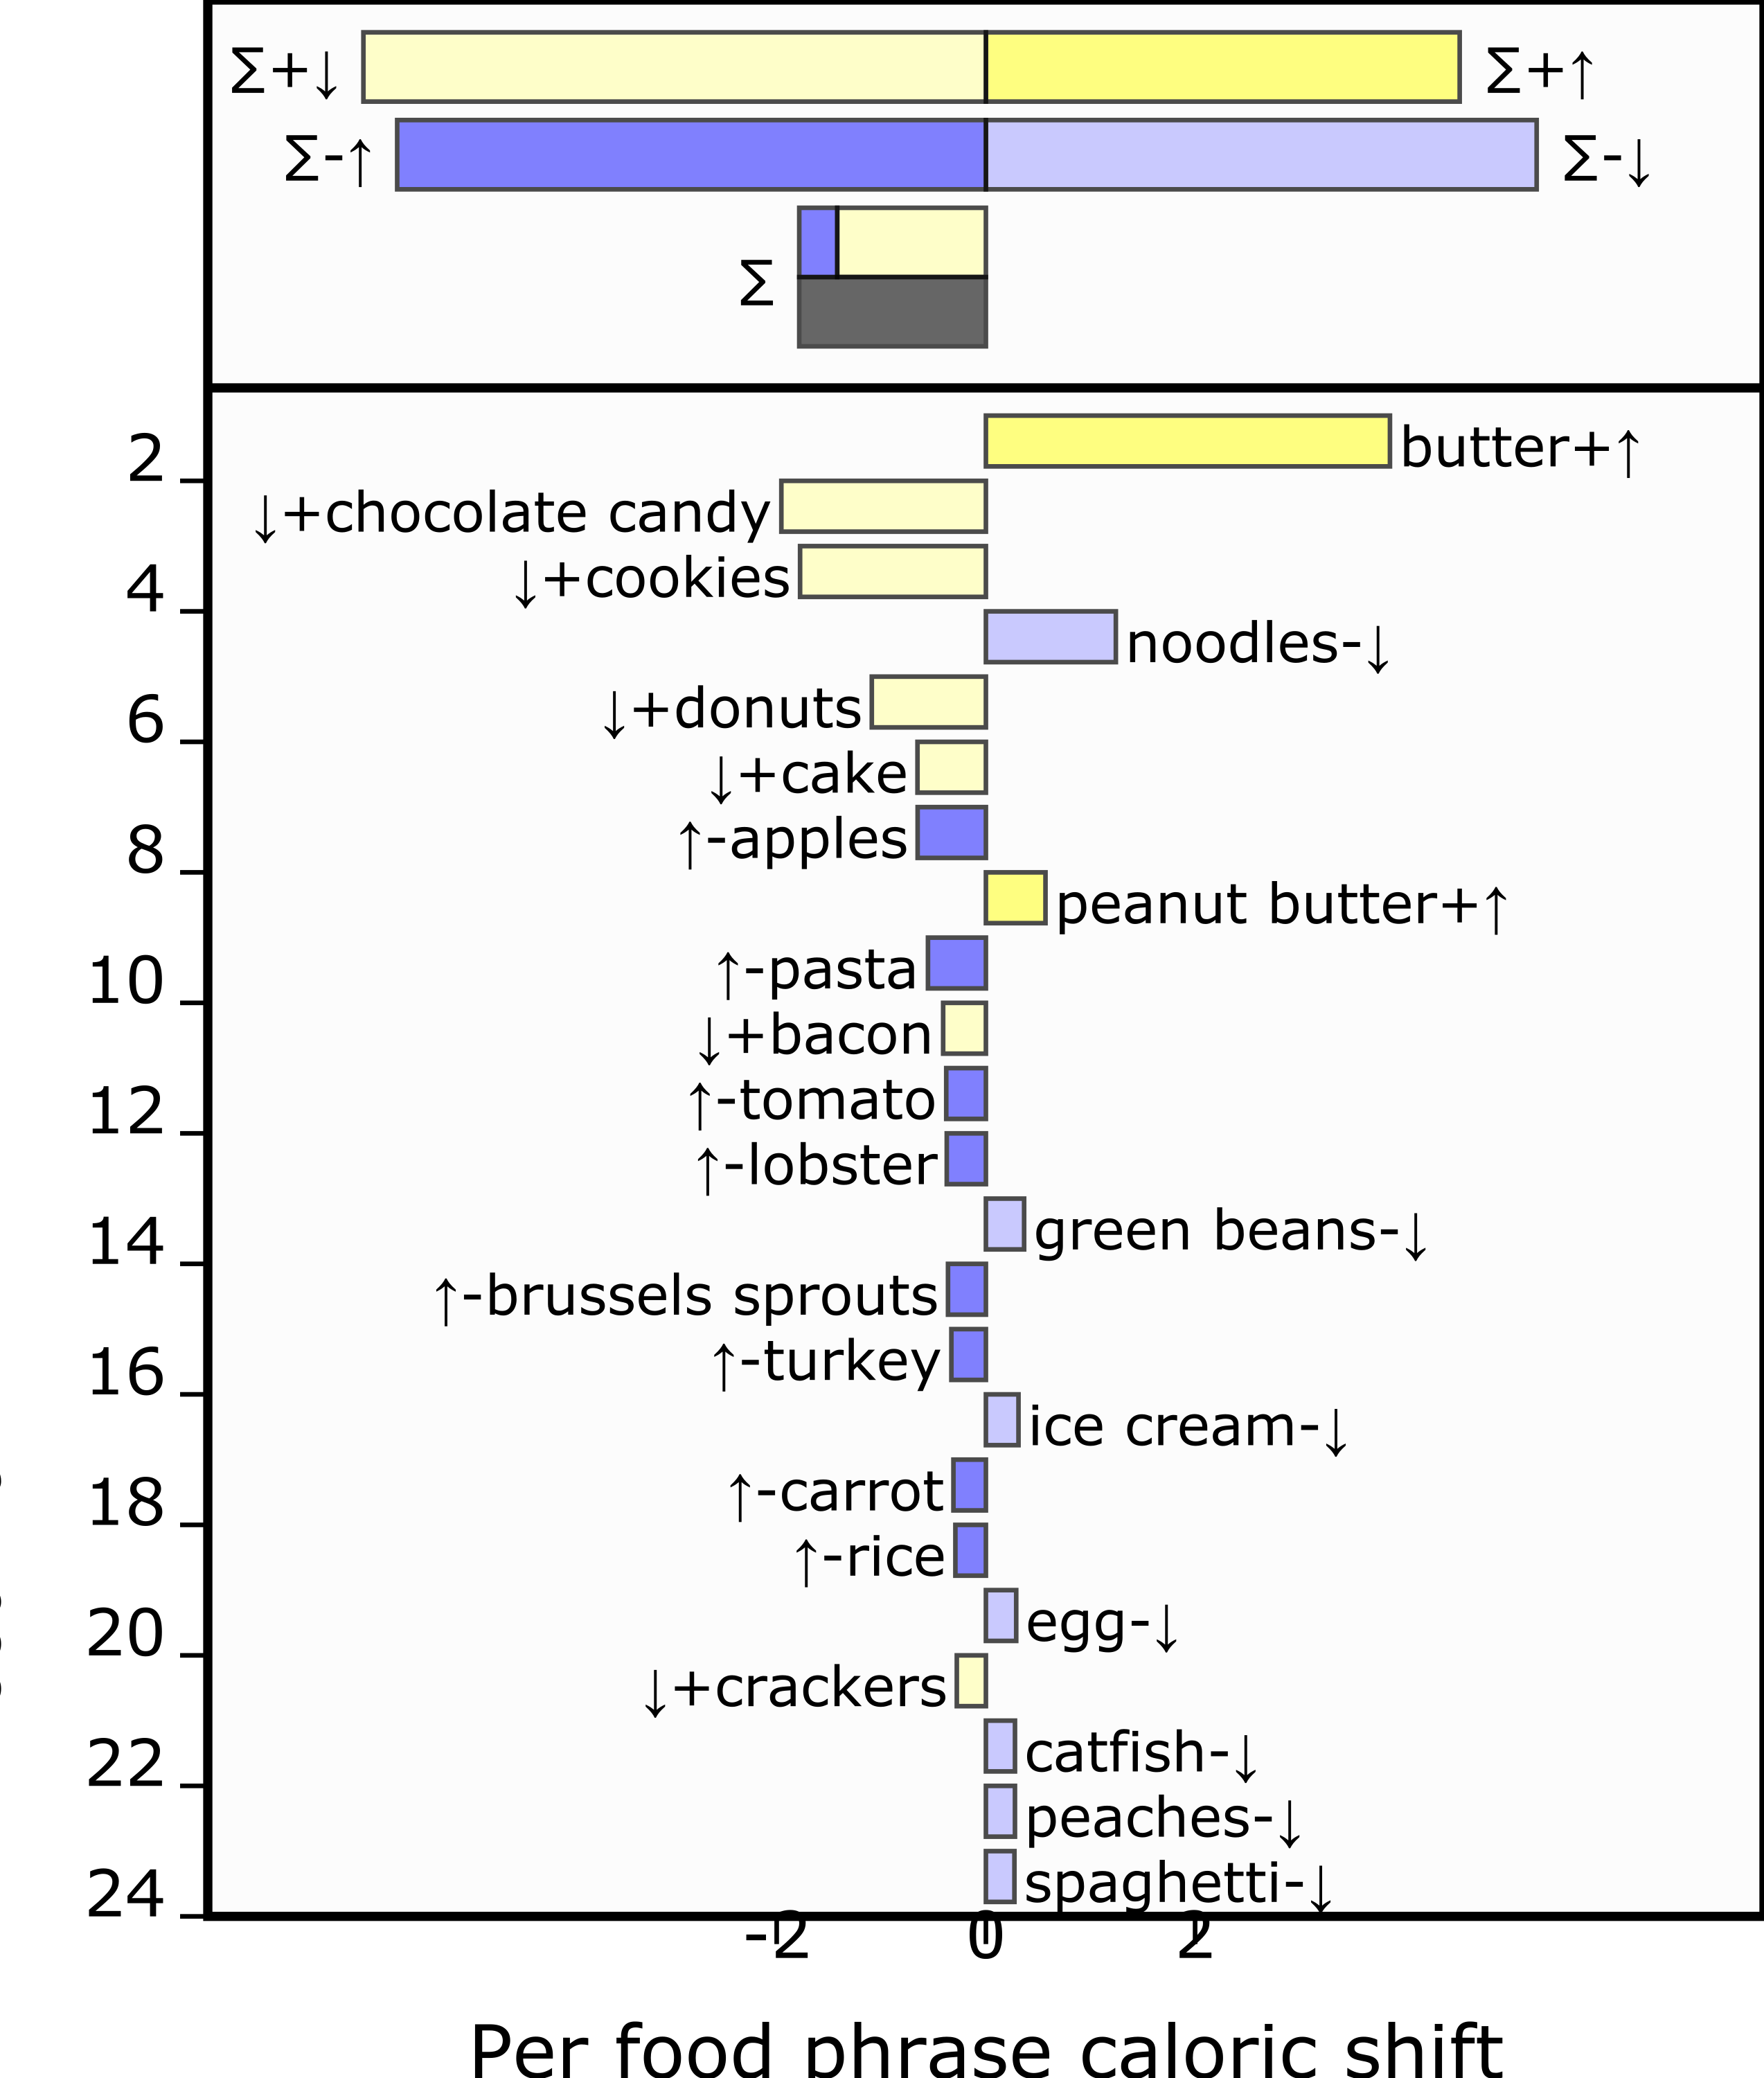 ∑+↓ ∑+↑
∑-↑ ∑-↓
∑
butter+↑
2
↓+chocolate candy
↓+cookies
4
noodles-↓
↓+donuts
6
↓+cake
↑-apples
8
peanut butter+↑
↑-pasta
10
↓+bacon
↑-tomato
12
↑-lobster
green beans-↓
14
↑-brussels sprouts
↑-turkey
16
ice cream-↓
↑-carrot
18
↑-rice
egg-↓
20
↓+crackers
catfish-↓
22
peaches-↓
spaghetti-↓
24
-2 0 2
Per food phrase caloric shift